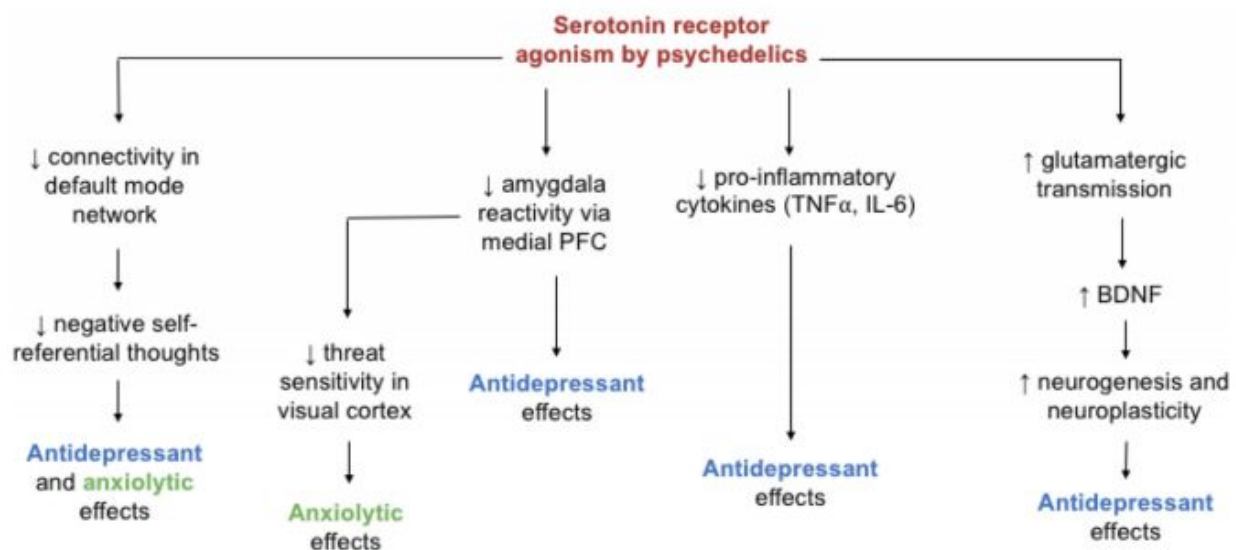 Serotonin receptor
agonism by psychedelics
↓ connectivity in
default mode
network
↓ negative self-
referential thoughts
Antidepressant
and anxiolytic
effects
↓ amygdala
reactivity via
medial PFC
↓ threat
sensitivity in
visual cortex
Anxiolytic
effects
Antidepressant
effects
↓ pro-inflammatory
cytokines (TNFα, IL-6)
Antidepressant
effects
↑ glutamatergic
transmission
↑ BDNF
↑ neurogenesis and
neuroplasticity
Antidepressant
effects